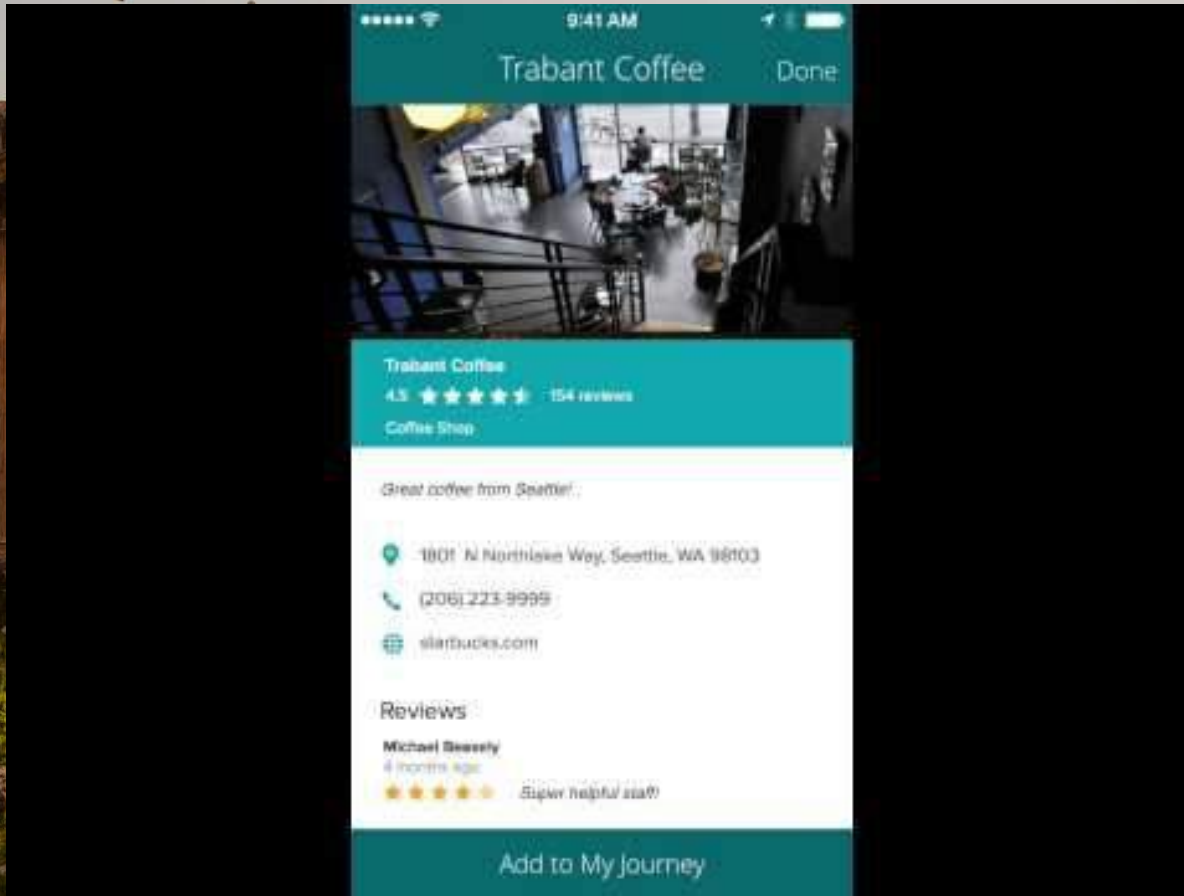 9:41 AM
Trabant Coffee
Done
Trabant Coffee
4.5 154 reviews
Coffee Shop
Great coffee from Seattle!
1801 N Northlake Way, Seattle, WA 98103
(206) 223-9999
starbucks.com
Reviews
Michael Beasely
4 months ago
Super helpful staff!
Add to My Journey